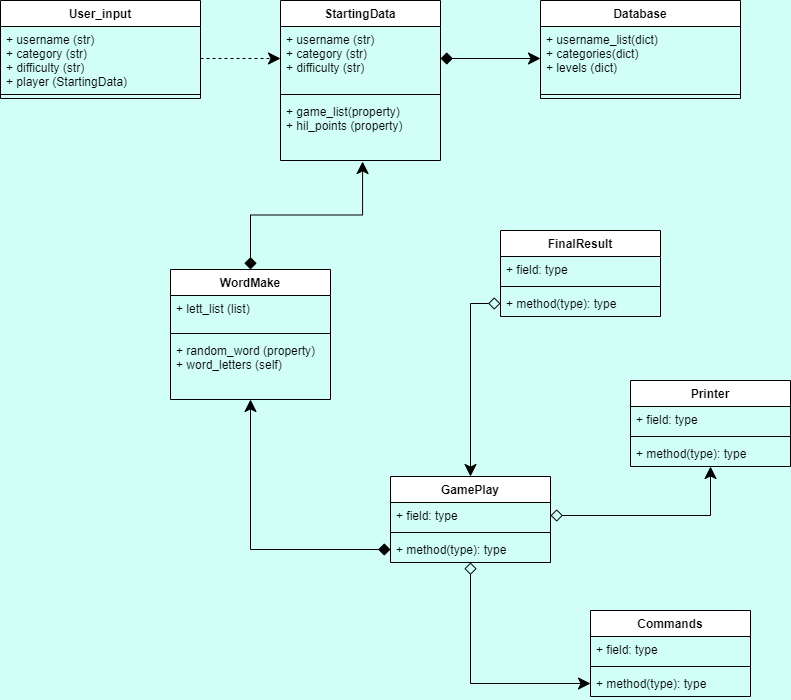 User_input
+ username (str)
+ category (str)
+ difficulty (str)
+ player (StartingData)
StartingData
+ username (str)
+ category (str)
+ difficulty (str)
+ game_list(property)
+ hil_points (property)
Database
+ username_list(dict)
+ categories(dict)
+ levels (dict)
WordMake
+ lett_list (list)
+ random_word (property)
+ word_letters (self)
FinalResult
+ field: type
+ method(type): type
Printer
+ field: type
+ method(type): type
GamePlay
+ field: type
+ method(type): type
Commands
+ field: type
+ method(type): type